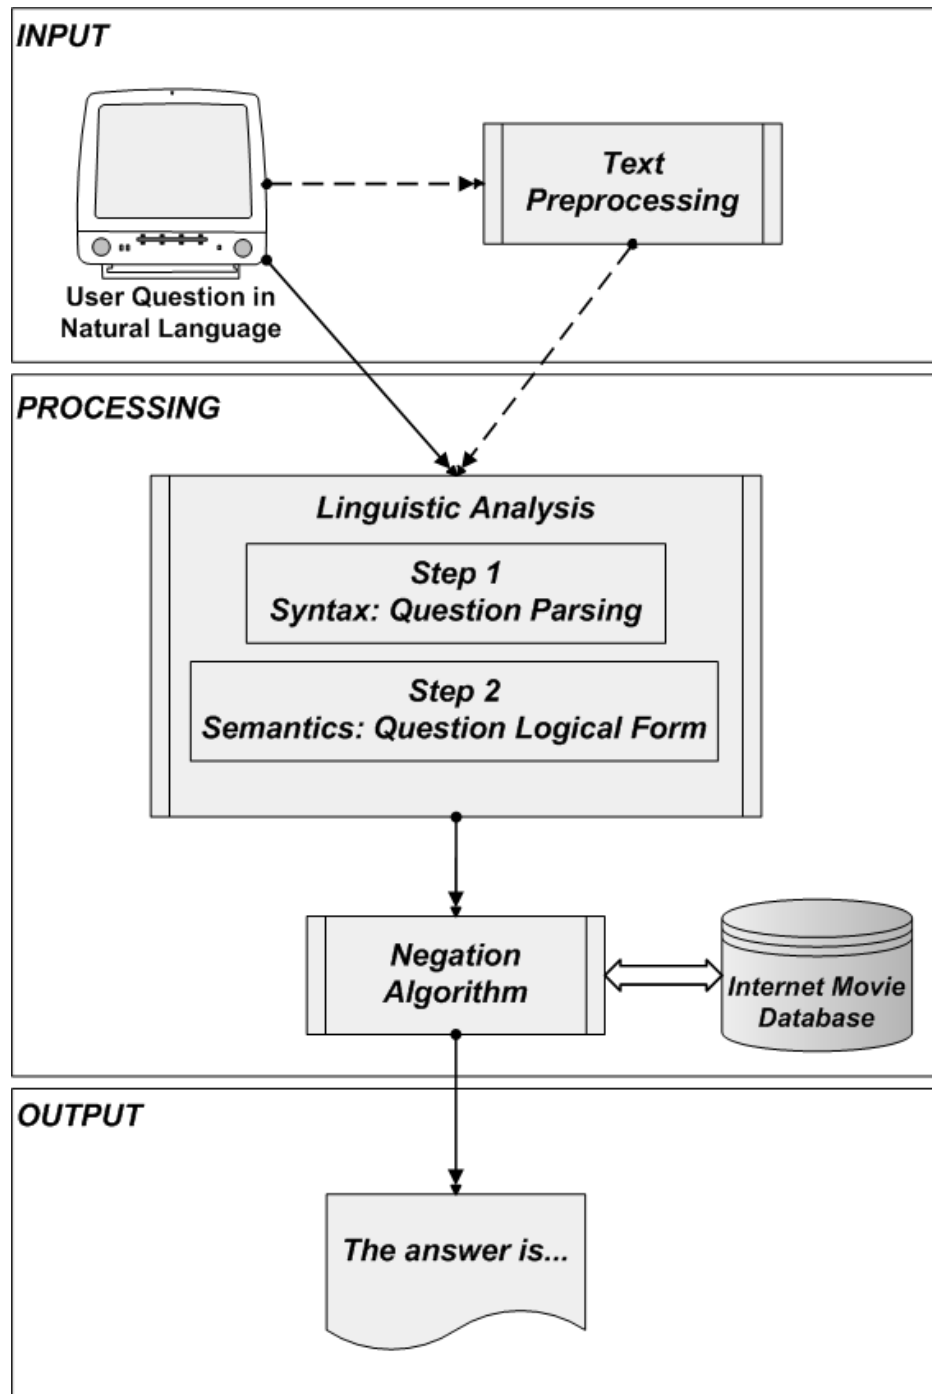 INPUT
Text
Preprocessing
User Question in
Natural Language
PROCESSING
Linguistic Analysis
Step 1
Syntax: Question Parsing
Step 2
Semantics: Question Logical Form
Negation
Algorithm
Internet Movie
Database
OUTPUT
The answer is...